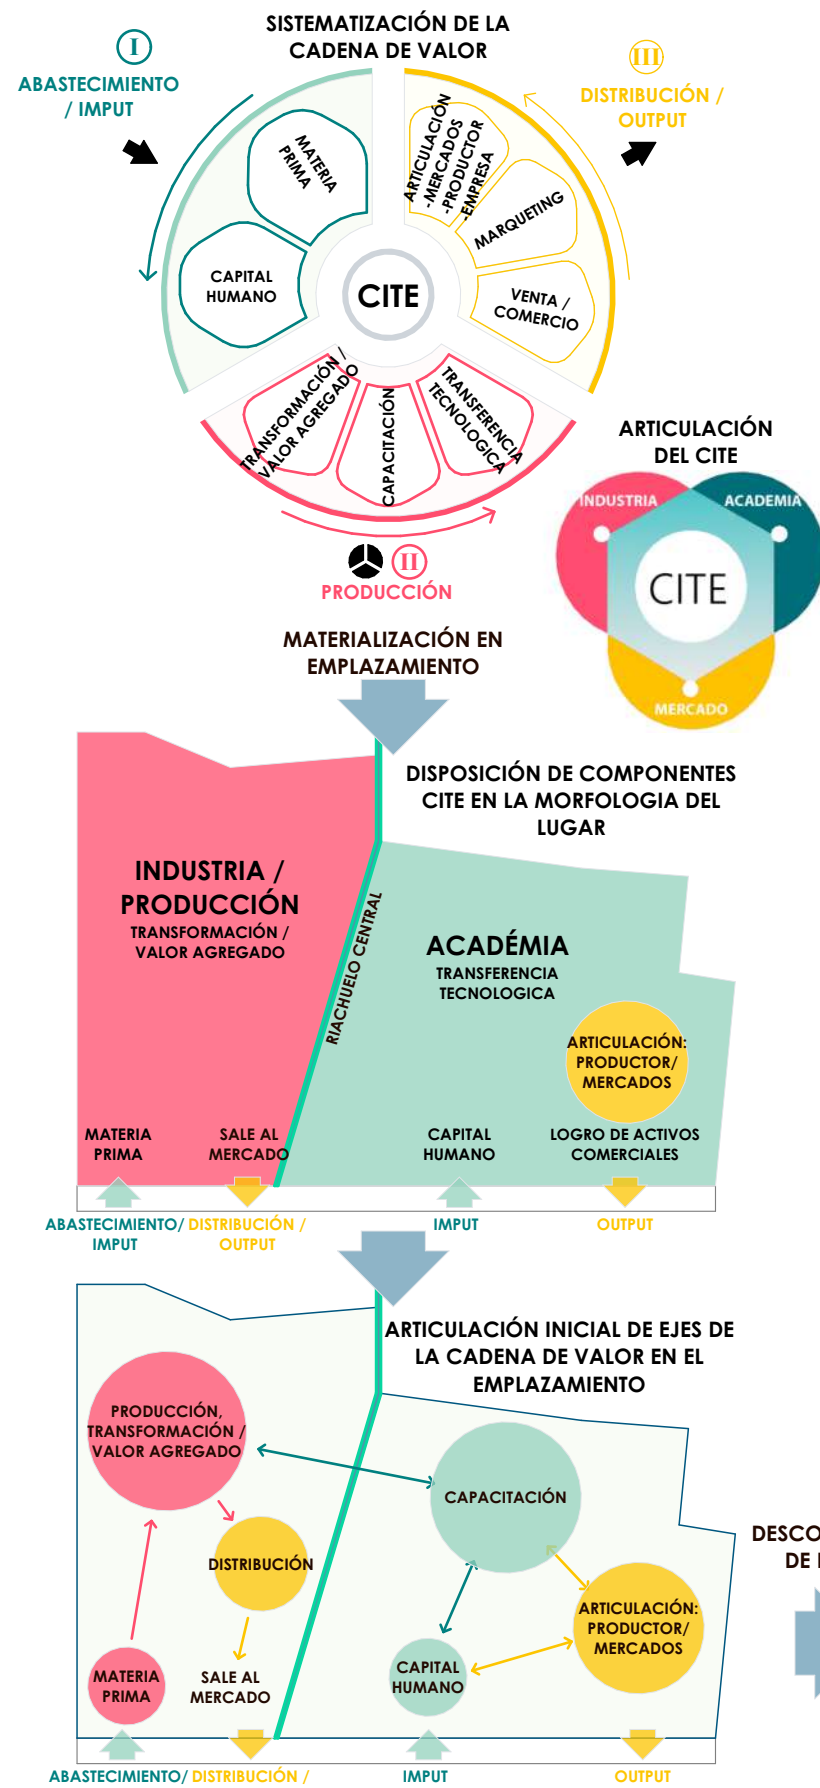 SISTEMATIZACIÓN DE LA
CADENA DE VALOR
I
ABASTECIMIENTO
/ IMPUT
III
DISTRIBUCIÓN /
OUTPUT
MATERIA
PRIMA
CAPITAL
HUMANO
ARTICULACIÓN
-MERCADOS
-PRODUCTOR
-EMPRESA
MARQUETING
VENTA /
COMERCIO
CITE
TRANSFORMACIÓN /
VALOR AGREGADO
CAPACITACIÓN
TRANSFERENCIA
TECNOLOGICA
II
PRODUCCIÓN
ARTICULACIÓN
DEL CITE
INDUSTRIA
ACADEMIA
CITE
MERCADO
MATERIALIZACIÓN EN
EMPLAZAMIENTO
DISPOSICIÓN DE COMPONENTES
CITE EN LA MORFOLOGIA DEL
LUGAR
INDUSTRIA /
PRODUCCIÓN
TRANSFORMACIÓN /
VALOR AGREGADO
RIACHUELO CENTRAL
ACADÉMIA
TRANSFERENCIA
TECNOLOGICA
ARTICULACIÓN:
PRODUCTOR/
MERCADOS
MATERIA
PRIMA
SALE AL
MERCADO
CAPITAL
HUMANO
LOGRO DE ACTIVOS
COMERCIALES
ABASTECIMIENTO/
IMPUT
DISTRIBUCIÓN /
OUTPUT
IMPUT
OUTPUT
ARTICULACIÓN INICIAL DE EJES DE
LA CADENA DE VALOR EN EL
EMPLAZAMIENTO
PRODUCCIÓN,
TRANSFORMACIÓN /
VALOR AGREGADO
CAPACITACIÓN
DISTRIBUCIÓN
ARTICULACIÓN:
PRODUCTOR/
MERCADOS
MATERIA
PRIMA
SALE AL
MERCADO
CAPITAL
HUMANO
DESCO
DE
ABASTECIMIENTO/
DISTRIBUCIÓN /
IMPUT
OUTPUT